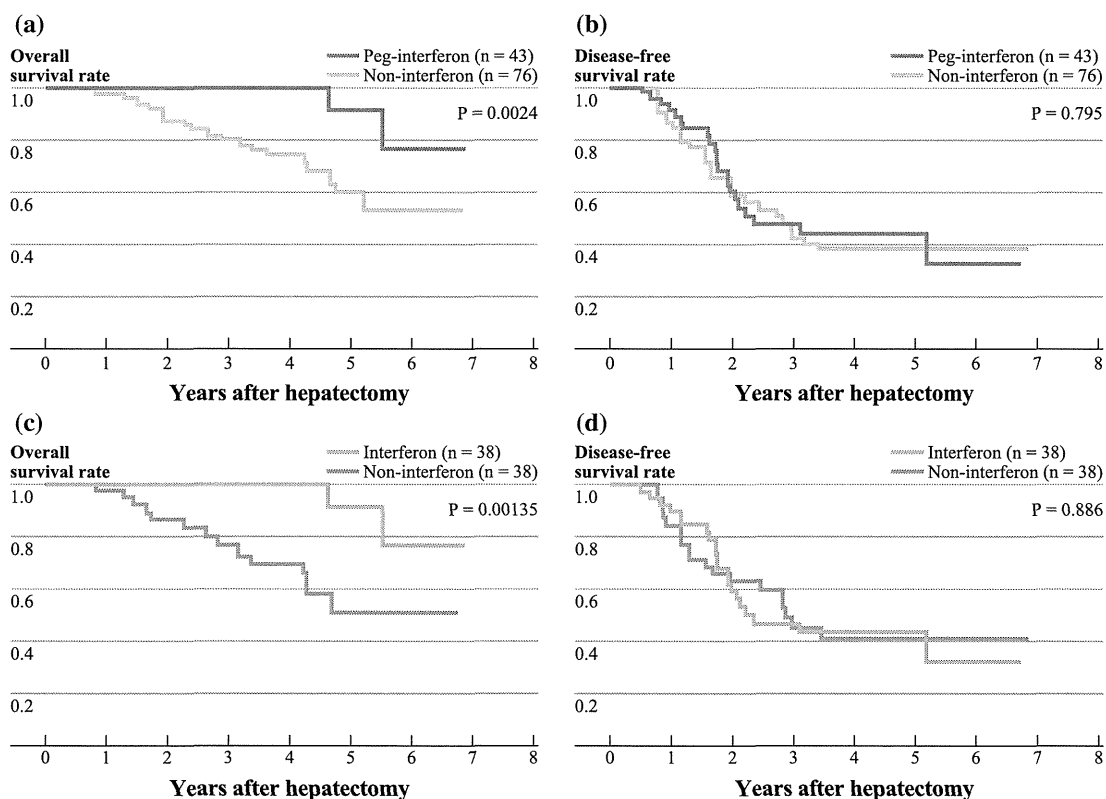 (a)
Overall
survival rate
Peg-interferon (n = 43)
Non-interferon (n = 76)
P = 0.0024
1.0
0.8
0.6
0.4
0.2
0 1 2 3 4 5 6 7 8
Years after hepatectomy
(b)
Disease-free
survival rate
Peg-interferon (n = 43)
Non-interferon (n = 76)
P = 0.795
1.0
0.8
0.6
0.4
0.2
0 1 2 3 4 5 6 7 8
Years after hepatectomy
(c)
Overall
survival rate
Interferon (n = 38)
Non-interferon (n = 38)
P = 0.00135
1.0
0.8
0.6
0.4
0.2
0 1 2 3 4 5 6 7 8
Years after hepatectomy
(d)
Disease-free
survival rate
Interferon (n = 38)
Non-interferon (n = 38)
P = 0.886
1.0
0.8
0.6
0.4
0.2
0 1 2 3 4 5 6 7 8
Years after hepatectomy